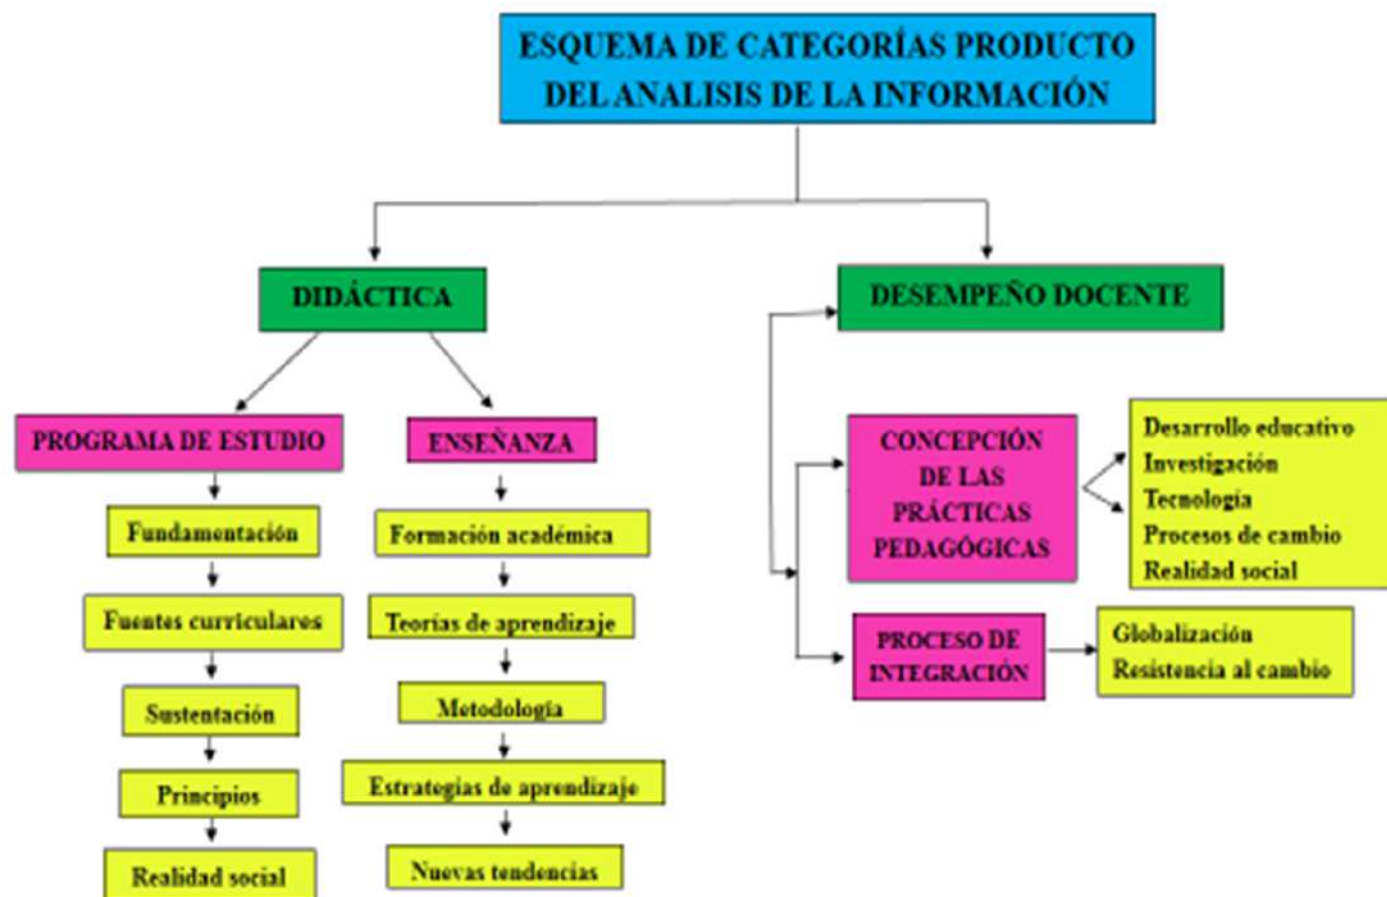 ESQUEMA DE CATEGORÍAS PRODUCTO
DEL ANALISIS DE LA INFORMACIÓN
DIDÁCTICA
DESEMPEÑO DOCENTE
PROGRAMA DE ESTUDIO
Fundamentación
Fuentes curriculares
Sustentación
Principios
Realidad social
ENSEÑANZA
Formación académica
Teorías de aprendizaje
Metodología
Estrategias de aprendizaje
Nuevas tendencias
CONCEPCIÓN
DE LAS
PRÁCTICAS
PEDAGÓGICAS
Desarrollo educativo
Investigación
Tecnología
Procesos de cambio
Realidad social
PROCESO DE
INTEGRACIÓN
Globalización
Resistencia al cambio